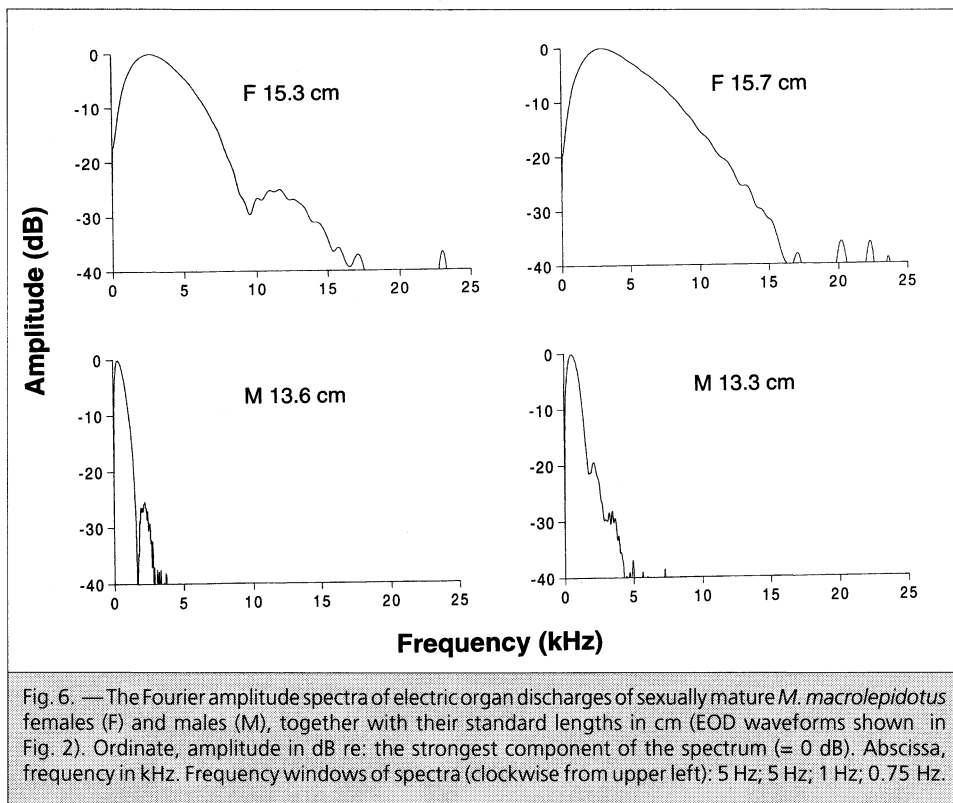 F 15.3 cm
F 15.7 cm
0
-10
-20
-30
-40
0 5 10 15 20 25
0
-10
-20
-30
-40
0 5 10 15 20 25
M 13.6 cm
M 13.3 cm
0
-10
-20
-30
-40
0 5 10 15 20 25
0
-10
-20
-30
-40
0 5 10 15 20 25
Amplitude (dB)
Frequency (kHz)
Fig. 6. — The Fourier amplitude spectra of electric organ discharges of sexually mature M. macrolepidotus
females (F) and males (M), together with their standard lengths in cm (EOD waveforms shown in
Fig. 2). Ordinate, amplitude in dB re: the strongest component of the spectrum (= 0 dB). Abscissa,
frequency in kHz. Frequency windows of spectra (clockwise from upper left): 5 Hz; 5 Hz; 1 Hz; 0.75 Hz.